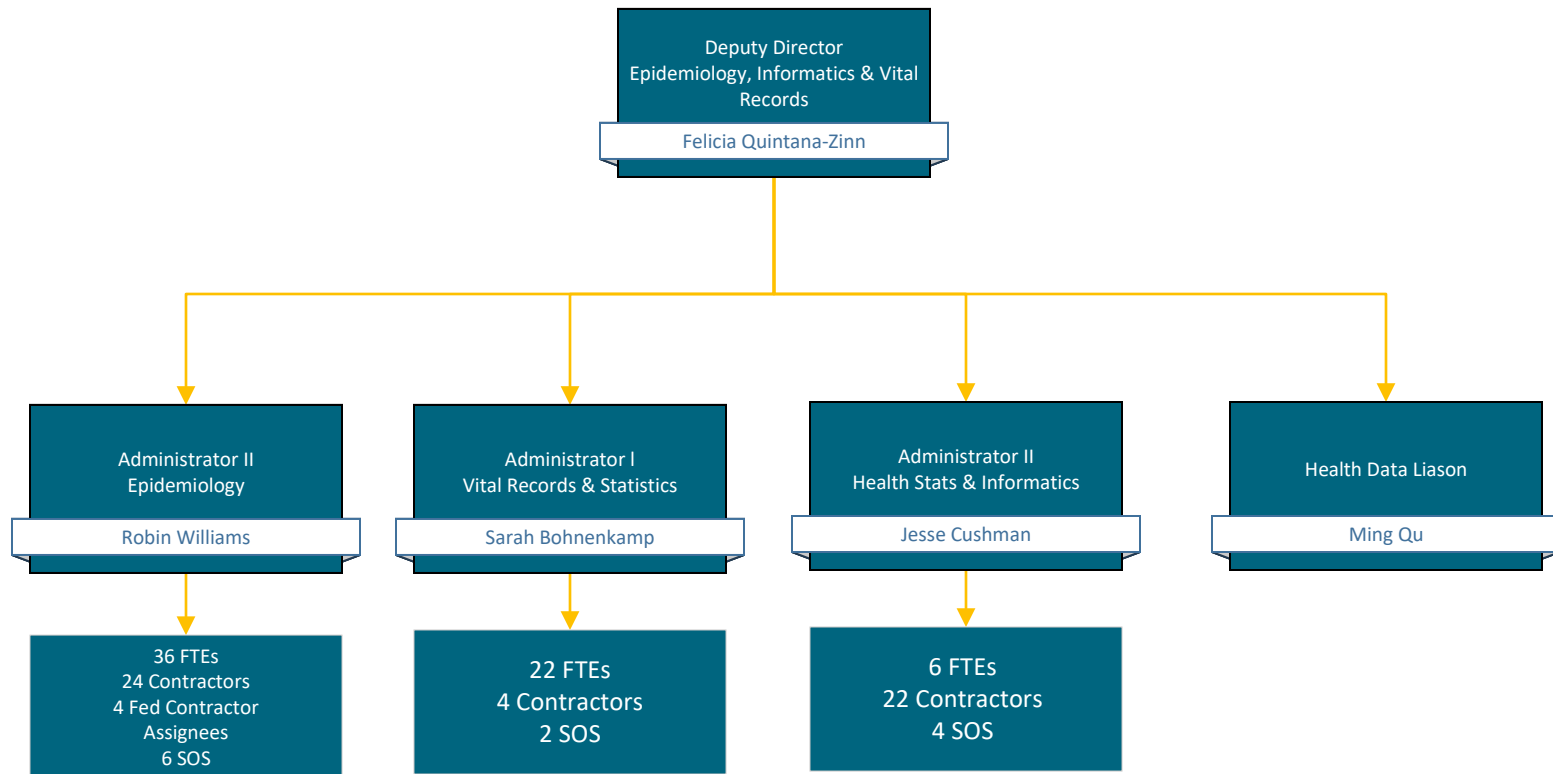 Deputy Director
Epidemiology, Informatics & Vital
Records
Felicia Quintana-Zinn
Administrator II
Epidemiology
Robin Williams
Administrator l
Vital Records & Statistics
Sarah Bohnenkamp
Administrator II
Health Stats & Informatics
Jesse Cushman
Health Data Liason
Ming Qu
36 FTEs
24 Contractors
4 Fed Contractor
Assignees
6 SOS
22 FTEs
4 Contractors
2 SOS
6 FTEs
22 Contractors
4 SOS